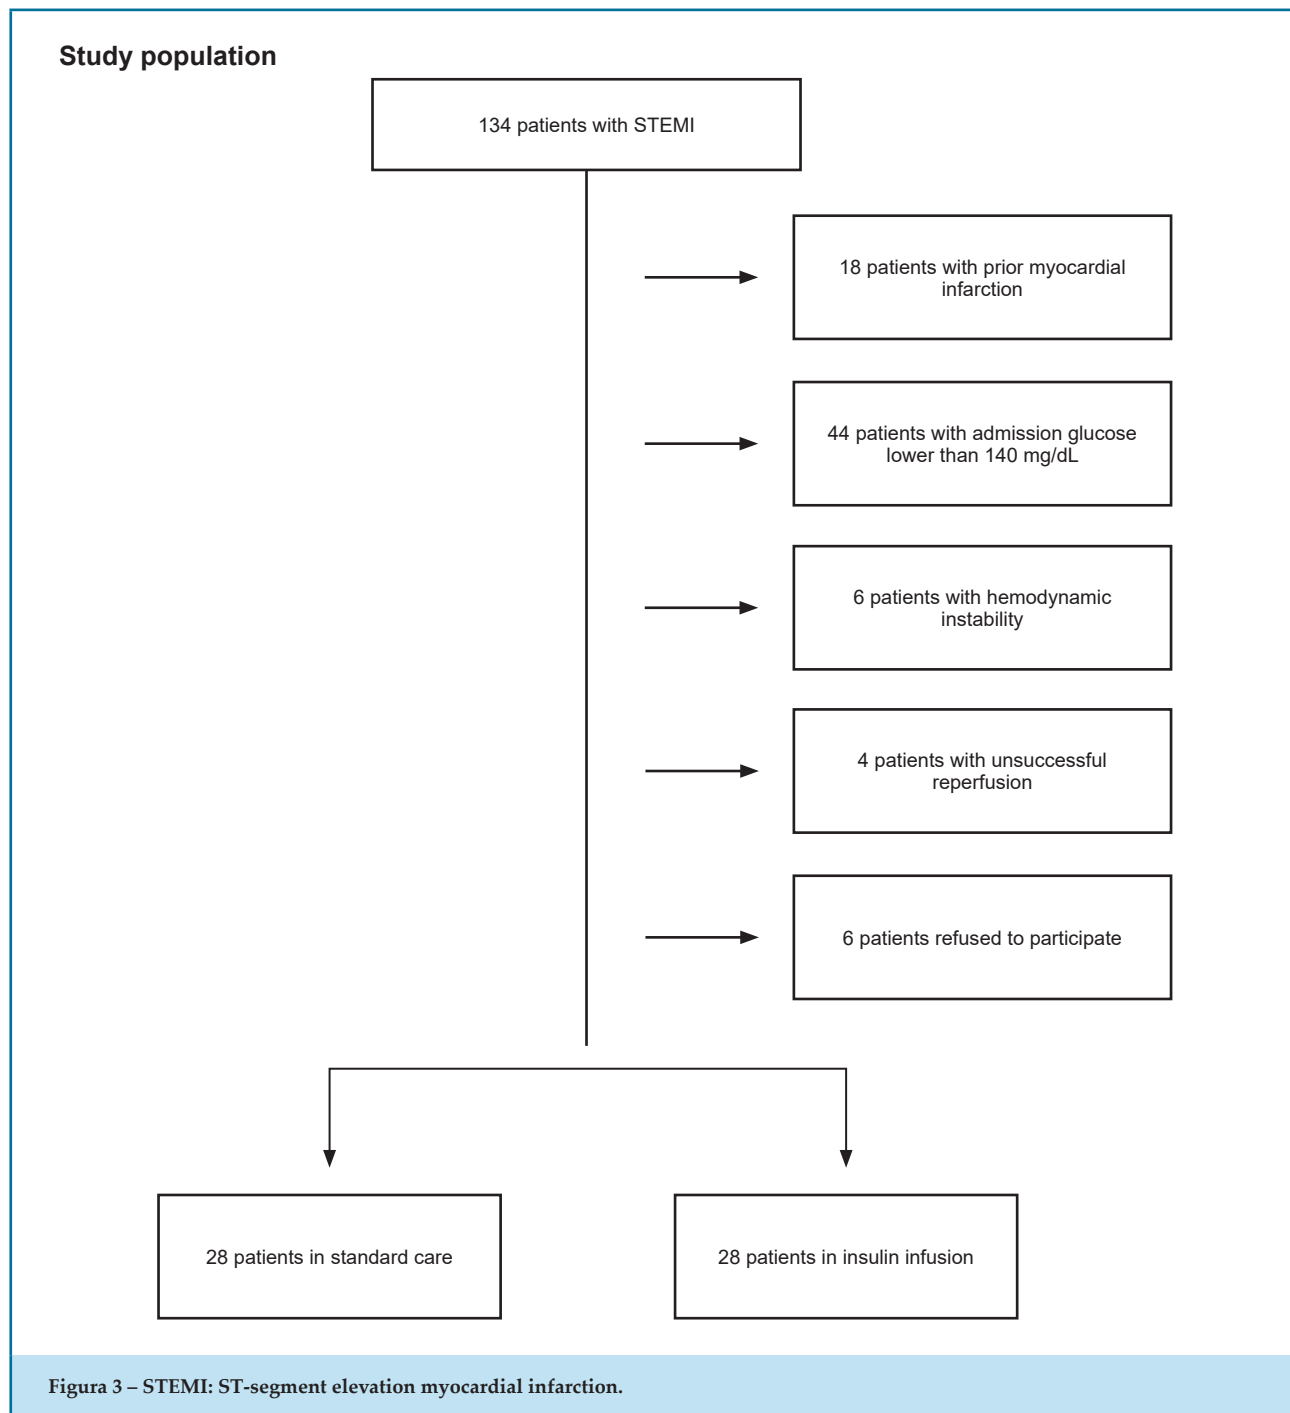 Study population
134 patients with STEMI
18 patients with prior myocardial
infarction
44 patients with admission glucose
lower than 140 mg/dL
6 patients with hemodynamic
instability
4 patients with unsuccessful
reperfusion
6 patients refused to participate
28 patients in standard care
28 patients in insulin infusion
Figura 3 – STEMI: ST-segment elevation myocardial infarction.